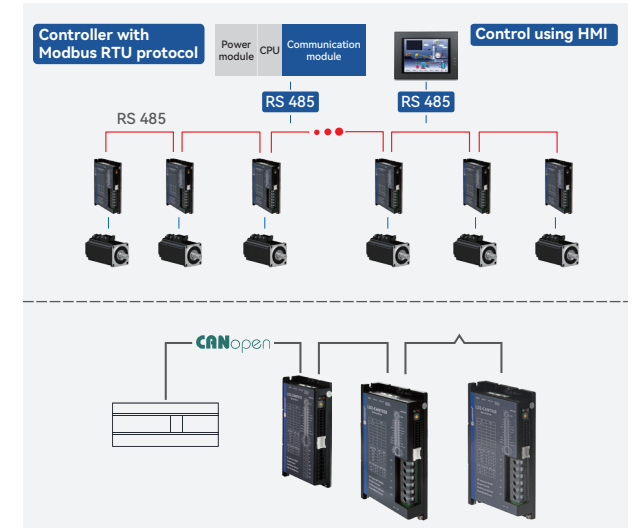 Controller with
Modbus RTU protocol
Power
module
CPU
Communication
module
Control using HMI
RS 485
RS 485
RS 485
CANopen